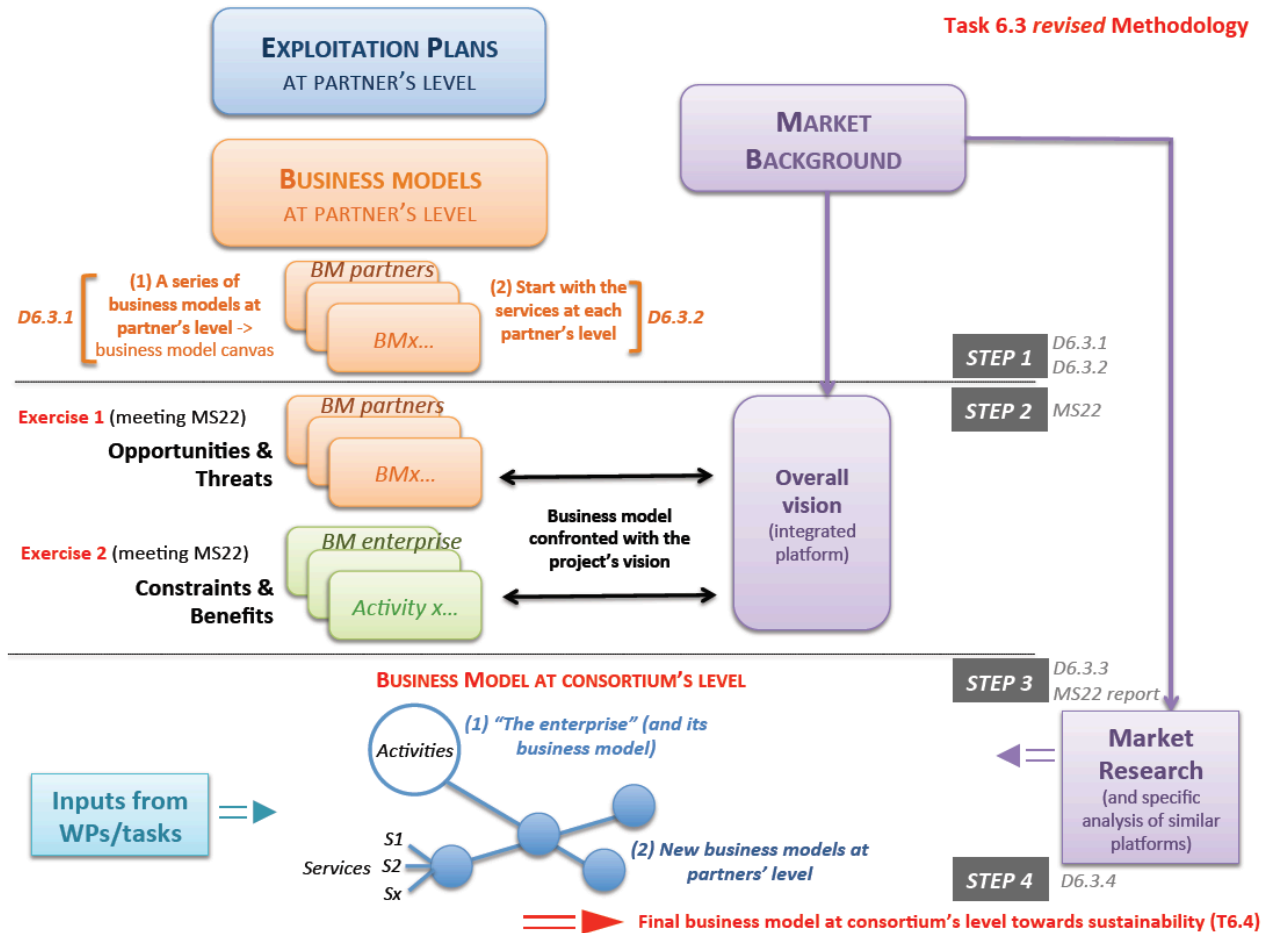 Task 6.3 revised Methodology
EXPLOITATION PLANS
AT PARTNER'S LEVEL
MARKET
BACKGROUND
BUSINESS MODELS
AT PARTNER'S LEVEL
D6.3.1
(1) A series of
business models at
partner's level ->
business model canvas
BM partners
BMx...
(2) Start with the
services at each
partner's level
D6.3.2
STEP 1
D6.3.1
D6.3.2
STEP 2
MS22
Exercise 1 (meeting MS22)
Opportunities &
Threats
BM partners
BMx...
Exercise 2 (meeting MS22)
Constraints &
Benefits
BM enterprise
Activity x...
Business model
confronted with the
project's vision
Overall
vision
(integrated
platform)
STEP 3
D6.3.3
MS22 report
BUSINESS MODEL AT CONSORTIUM'S LEVEL
Activities
(1) "The enterprise" (and its
business model)
Inputs from
WPs/tasks
Services
S1
S2
Sx
(2) New business models at
partners' level
Market
Research
(and specific
analysis of similar
platforms)
STEP 4
D6.3.4
Final business model at consortium's level towards sustainability (T6.4)